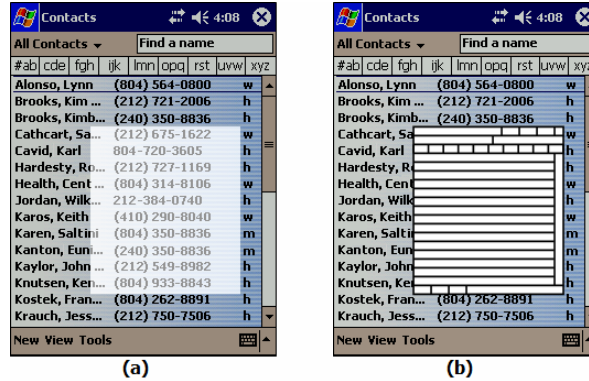 Contacts 4:08
All Contacts Find a name
#ab cde fgh ijk lmn opq rst uvw xyz
Alonso, Lynn (804) 564-0800 w
Brooks, Kim ... (212) 721-2006 h
Brooks, Kimb... (240) 350-8836 h
Cathcart, Sa... (212) 675-1622 w
Cavid, Karl 804-720-3605 h
Hardesty, Ro... (212) 727-1169 h
Health, Cent... (804) 314-8106 w
Jordan, Wilk... 212-384-0740 h
Karos, Keith (410) 290-8040 w
Karen, Saltini (804) 350-8836 m
Kanton, Euni... (240) 350-8836 m
Kaylor, John ... (212) 549-8982 h
Knutsen, Ken... (804) 933-8843 h
Kostek, Fran... (804) 262-8891 h
Krauch, Jess... (212) 750-7506 h
New View Tools
(a)
Contacts 4:08
All Contacts Find a name
#ab cde fgh ijk lmn opq rst uvw xyz
Alonso, Lynn (804) 564-0800 w
Brooks, Kim ... (212) 721-2006 h
Brooks, Kimb... (240) 350-8836 h
Cathcart, Sa w
Cavid, Karl h
Hardesty, R h
Health, Cent w
Jordan, Wilk h
Karos, Keith w
Karen, Saltin m
Kanton, Eun m
Kaylor, John h
Knutsen, Ken h
Kostek, Fran... (804) 262-8891 h
Krauch, Jess... (212) 750-7506 h
New View Tools
(b)